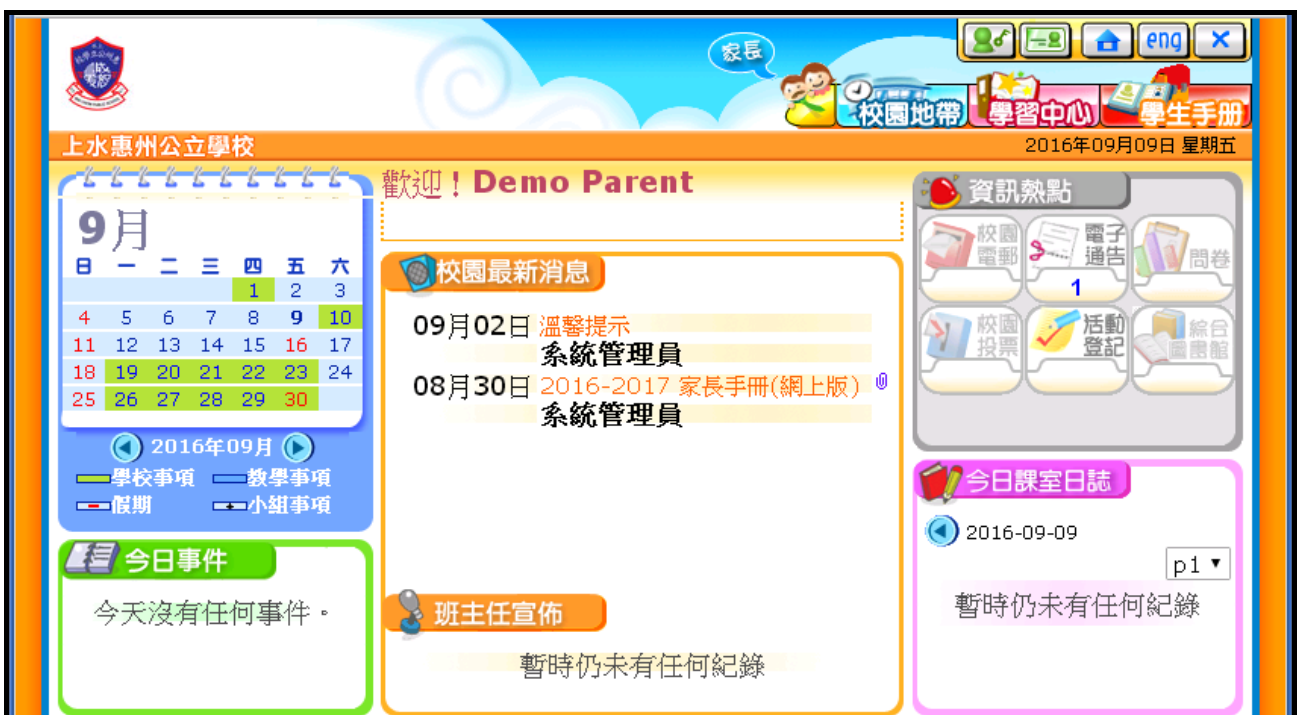 家長
eng
校園地帶 學習中心 學生手册
上水惠州公立學校
2016年09月09日 星期五
9月
日 一 二 三 四 五 六
1 2 3
4 5 6 7 8 9 10
11 12 13 14 15 16 17
18 19 20 21 22 23 24
25 26 27 28 29 30
2016年09月
學校事項 教學事項
假期 小組事項
今日事件
今天沒有任何事件。
歡迎！Demo Parent
校園最新消息
09月02日 溫馨提示
系統管理員
08月30日 2016-2017 家長手冊(網上版)
系統管理員
班主任宣佈
暫時仍未有任何紀錄
資訊熱點
校園電郵
電子通告
1
問卷
校園投票
活動登記
綜合圖書館
今日課室日誌
2016-09-09
p1
暫時仍未有任何紀錄